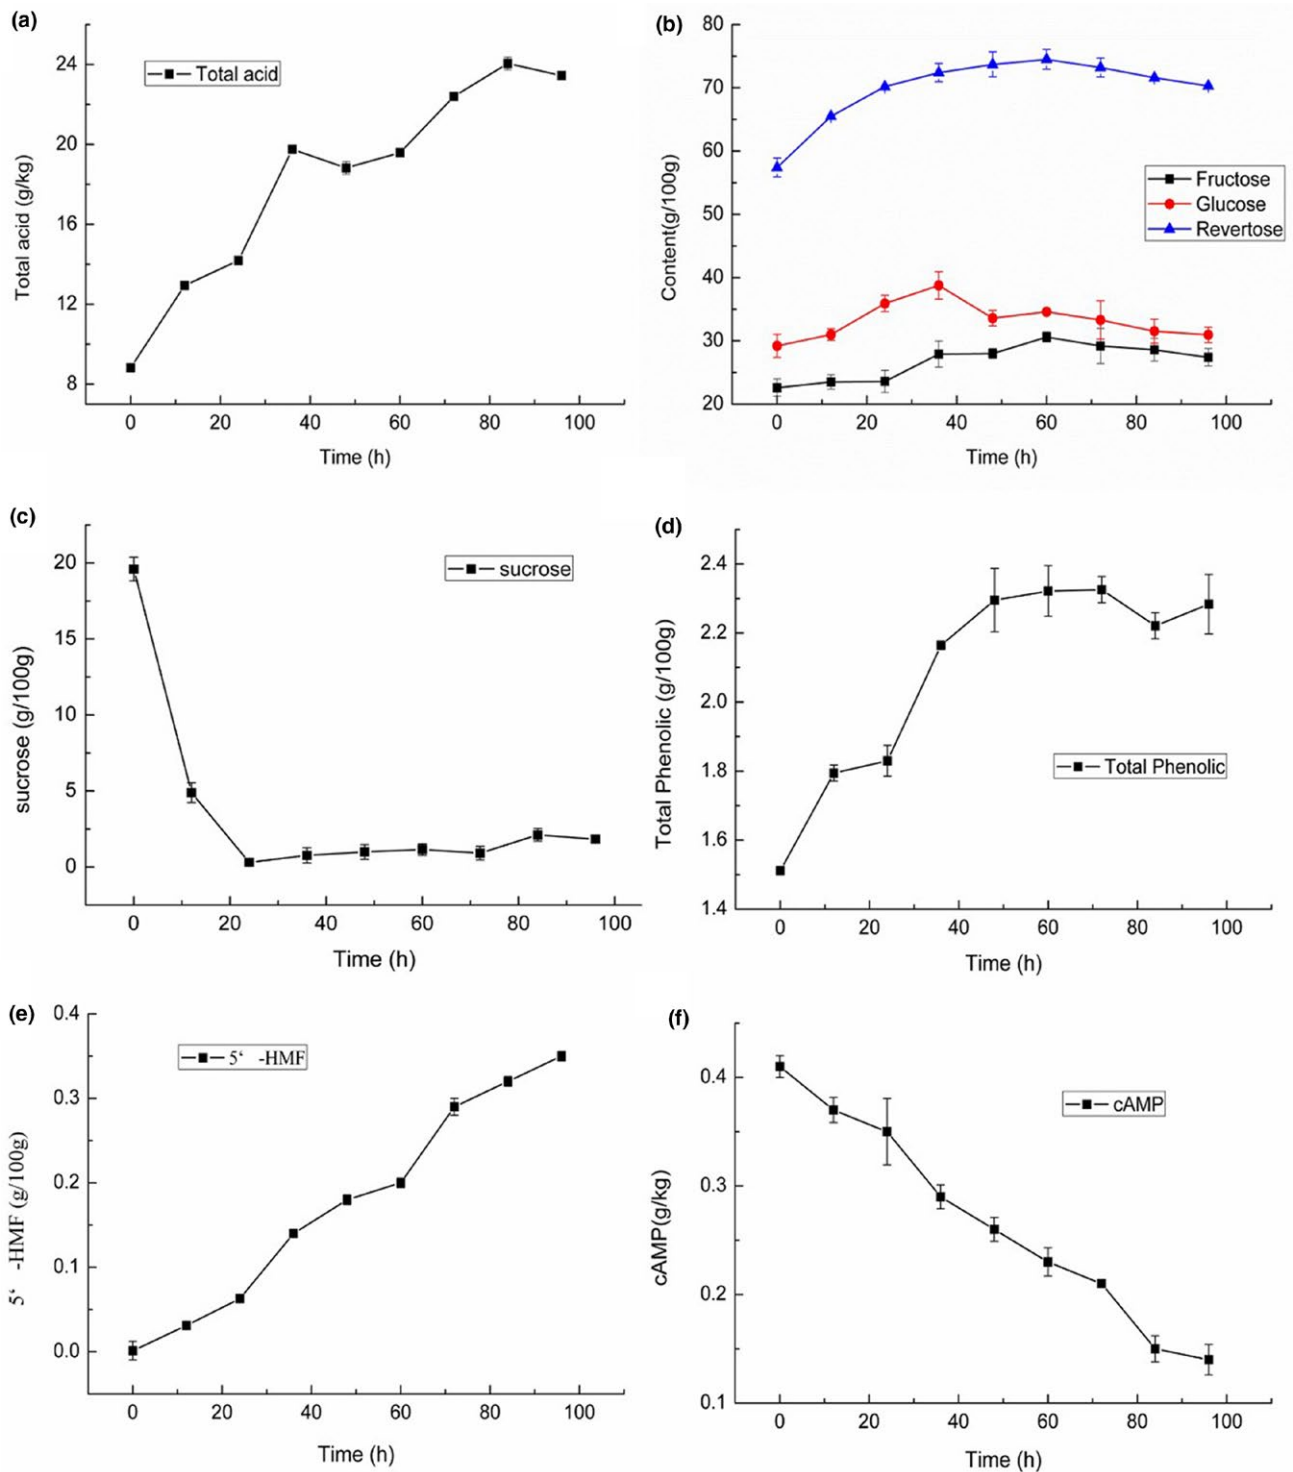 (a)
Total acid
Total acid (g/kg)
24
20
16
12
8
0 20 40 60 80 100
Time (h)
(b)
Fructose
Glucose
Revertose
Content(g/100g)
80
70
60
50
40
30
20
0 20 40 60 80 100
Time (h)
(c)
sucrose
sucrose (g/100g)
20
15
10
5
0
0 20 40 60 80 100
Time (h)
(d)
Total Phenolic
Total Phenolic (g/100g)
2.4
2.2
2.0
1.8
1.6
1.4
0 20 40 60 80 100
Time (h)
(e)
5‘ -HMF
5‘ -HMF (g/100g)
0.4
0.3
0.2
0.1
0.0
0 20 40 60 80 100
Time (h)
(f)
cAMP
cAMP(g/kg)
0.4
0.3
0.2
0.1
0 20 40 60 80 100
Time (h)